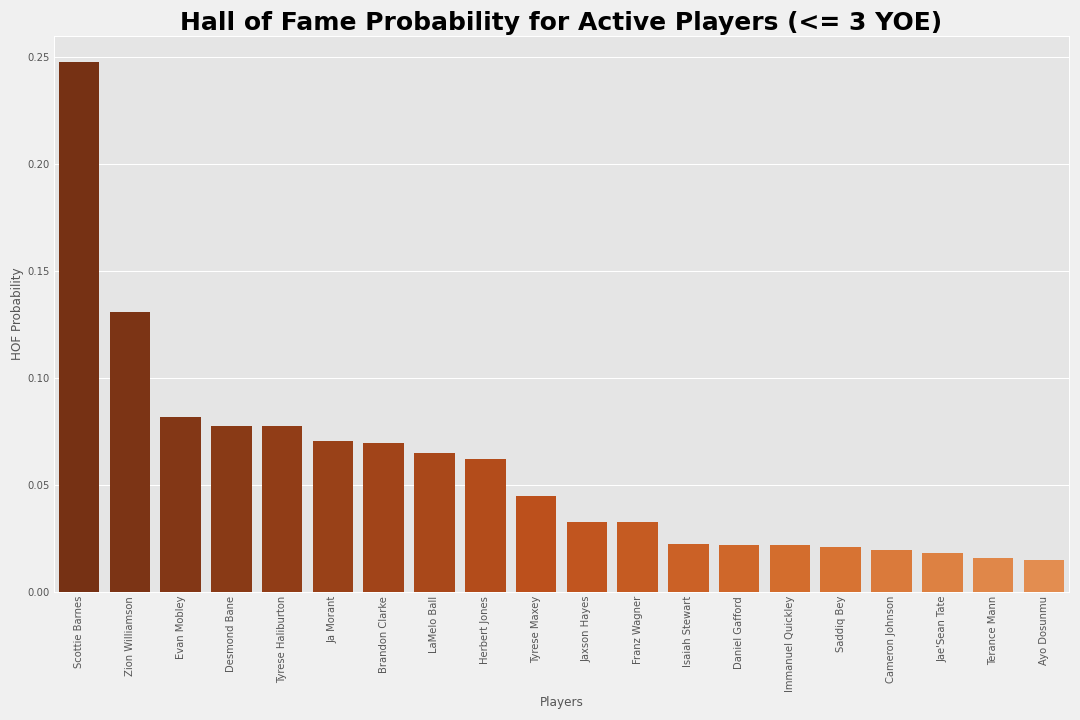 Hall of Fame Probability for Active Players (<= 3 YOE)
HOF Probability
0.25
0.20
0.15
0.10
0.05
0.00
Scottie Barnes
Zion Williamson
Evan Mobley
Desmond Bane
Tyrese Haliburton
Ja Morant
Brandon Clarke
LaMelo Ball
Herbert Jones
Tyrese Maxey
Jaxson Hayes
Franz Wagner
Isaiah Stewart
Daniel Gafford
Immanuel Quickley
Saddiq Bey
Cameron Johnson
Jae'Sean Tate
Terance Mann
Ayo Dosunmu
Players